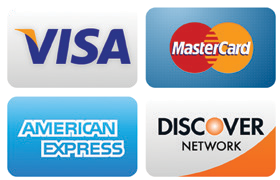 VISA
MasterCard
AMERICAN
EXPRESS
DISCOVER
NETWORK